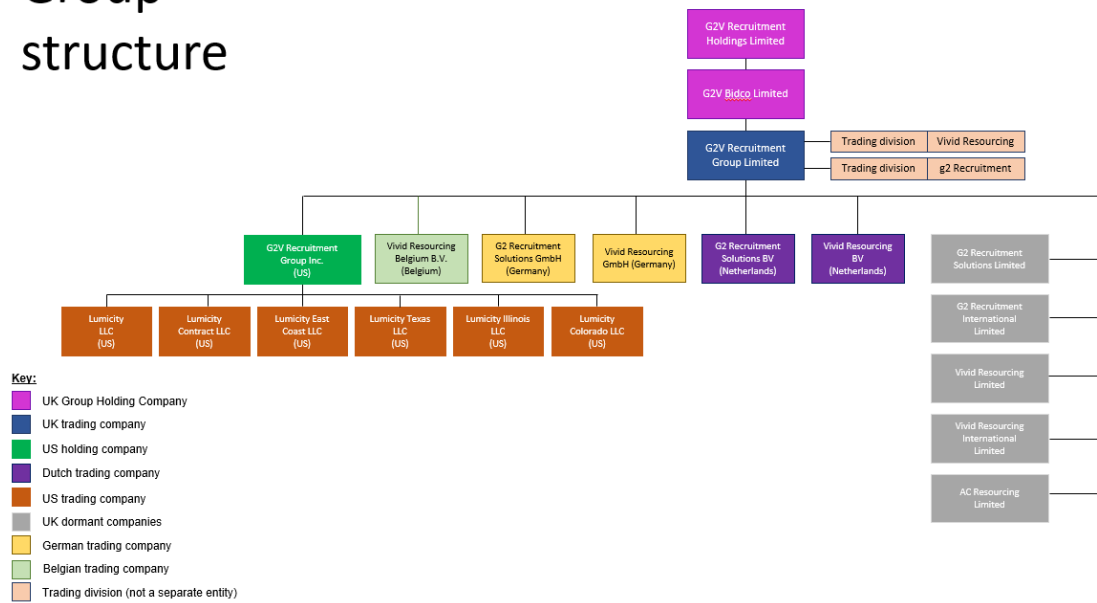 Group
structure
G2V Recruitment
Holdings Limited
G2V Bidco Limited
G2V Recruitment
Group Limited
Trading division
Vivid Resourcing
Trading division
g2 Recruitment
G2V Recruitment
Group Inc.
(US)
Vivid Resourcing
Belgium B.V.
(Belgium)
G2 Recruitment
Solutions GmbH
(Germany)
Vivid Resourcing
GmbH (Germany)
G2 Recruitment
Solutions BV
(Netherlands)
Vivid Resourcing
BV
(Netherlands)
G2 Recruitment
Solutions Limited
G2 Recruitment
International
Limited
Vivid Resourcing
Limited
Vivid Resourcing
International
Limited
AC Resourcing
Limited
Lumicity
LLC
(US)
Lumicity
Contract LLC
(US)
Lumicity East
Coast LLC
(US)
Lumicity Texas
LLC
(US)
Lumicity Illinois
LLC
(US)
Lumicity
Colorado LLC
(US)
Key:
UK Group Holding Company
UK trading company
US holding company
Dutch trading company
US trading company
UK dormant companies
German trading company
Belgian trading company
Trading division (not a separate entity)